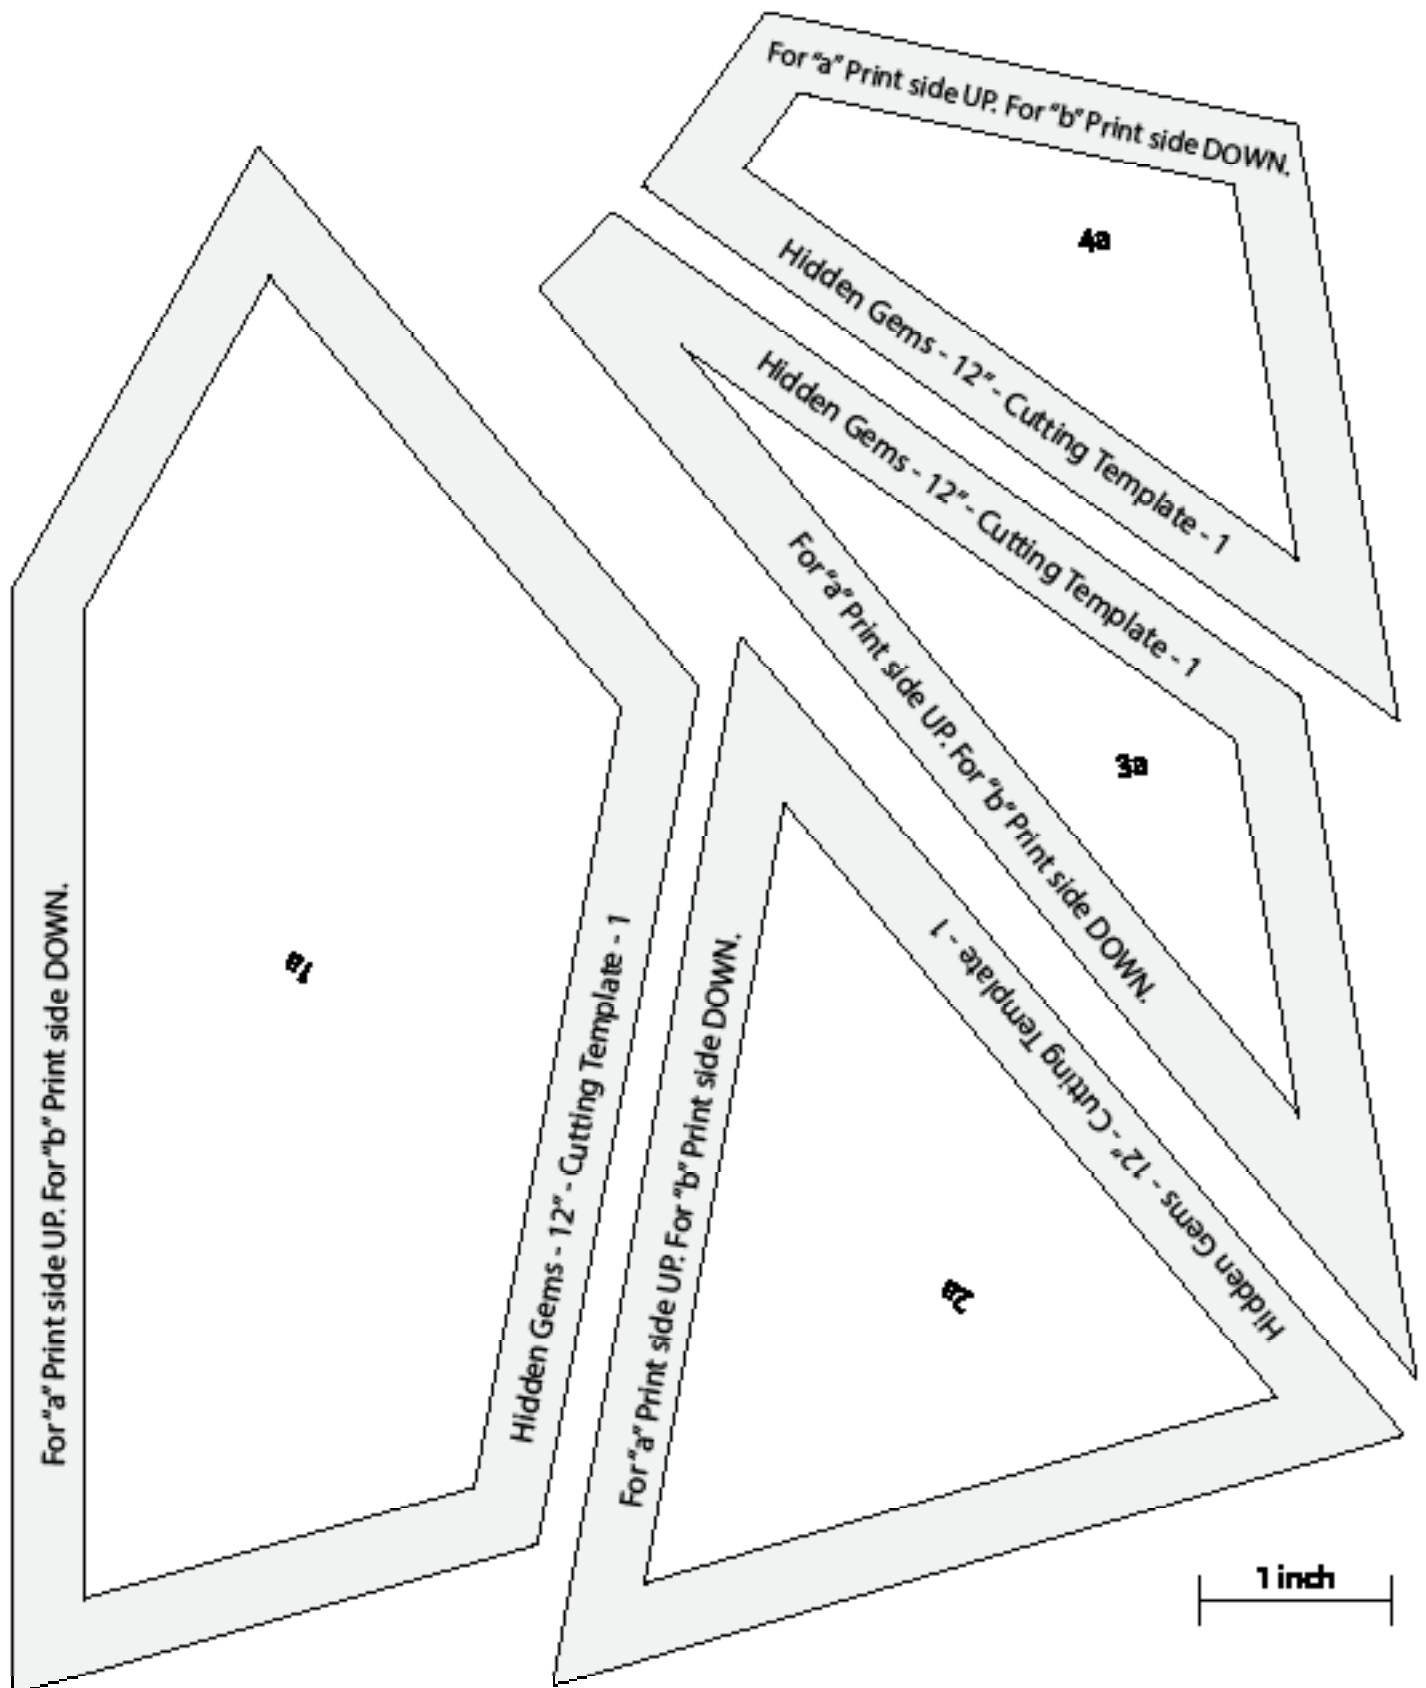 For "a" Print side UP. For "b" Print side DOWN.
4a
Hidden Gems - 12" - Cutting Template - 1
Hidden Gems - 12" - Cutting Template - 1
For "a" Print side UP. For "b" Print side DOWN.
3a
For "a" Print side UP. For "b" Print side DOWN.
1a
Hidden Gems - 12" - Cutting Template - 1
For "a" Print side UP. For "b" Print side DOWN.
Hidden Gems - 12" - Cutting Template - 1
2a
1 inch